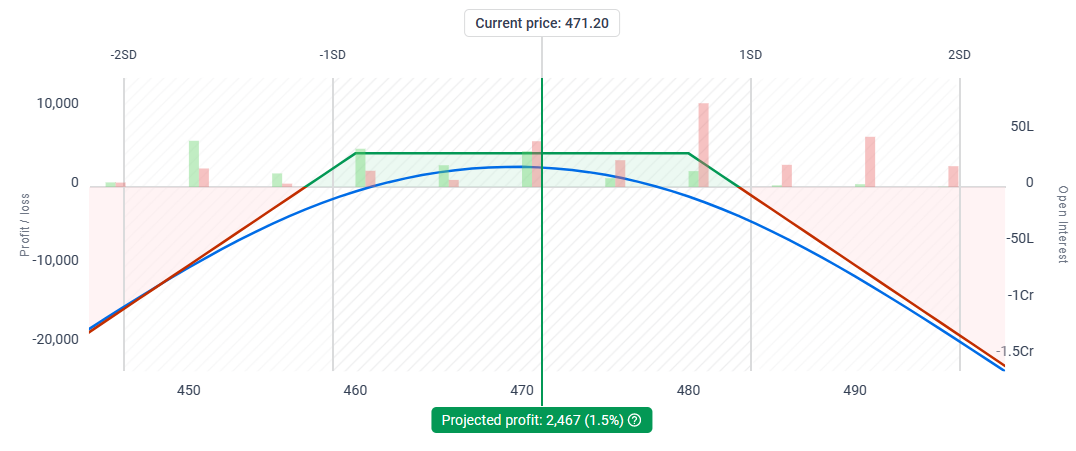 Current price: 471.20
-2SD -1SD 1SD 2SD
10,000
50L
0 0
-50L
-10,000
-1Cr
-20,000
-1.5Cr
Profit / loss
Open Interest
450 460 470 480 490
Projected profit: 2,467 (1.5%) ?